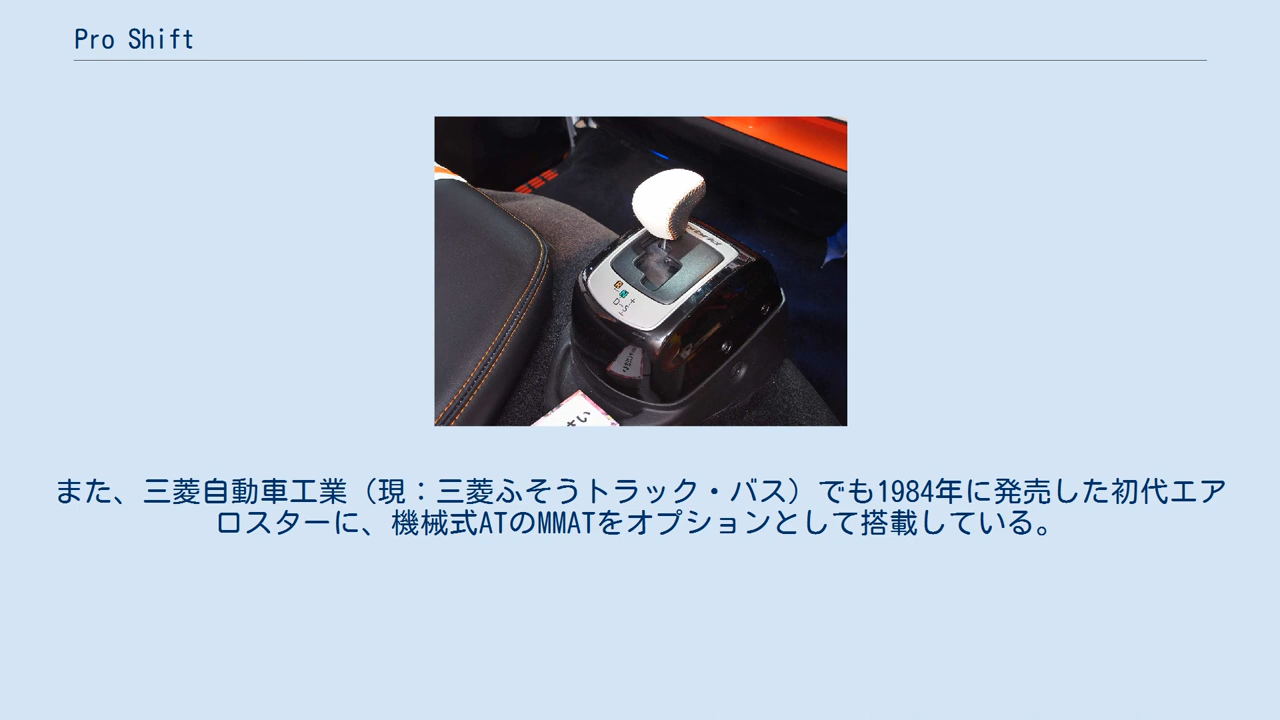 Pro Shift
D
S
+
さい
また、三菱自動車工業（現：三菱ふそうトラック・バス）でも1984年に発売した初代エア
ロスターに、機械式ATのMMATをオプションとして搭載している。